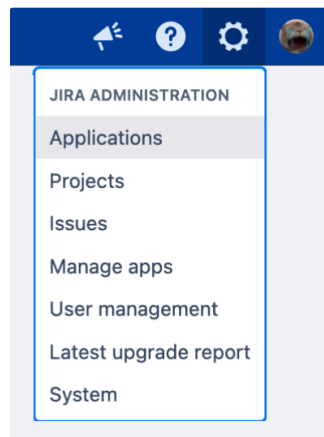 ?
JIRA ADMINISTRATION
Applications
Projects
Issues
Manage apps
User management
Latest upgrade report
System